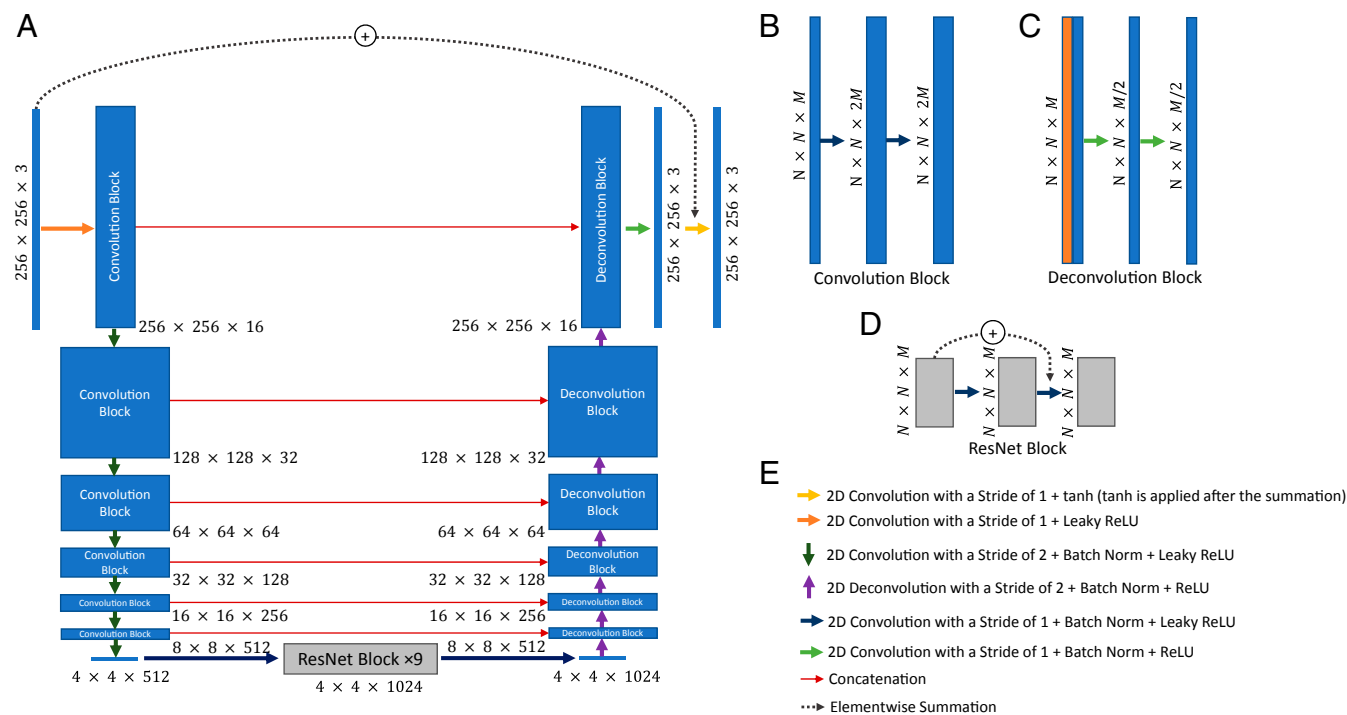 A
256 × 256 × 3
Convolution Block
256 × 256 × 16
Convolution
Block
128 × 128 × 32
Convolution
Block
64 × 64 × 64
Convolution
Block
32 × 32 × 128
Convolution Block
16 × 16 × 256
Convolution Block
8 × 8 × 512
4 × 4 × 512
ResNet Block ×9
4 × 4 × 1024
+
Deconvolution Block
256 × 256 × 3
256 × 256 × 3
256 × 256 × 16
Deconvolution
Block
128 × 128 × 32
Deconvolution
Block
64 × 64 × 64
Deconvolution
Block
32 × 32 × 128
Deconvolution Block
16 × 16 × 256
Deconvolution Block
8 × 8 × 512
4 × 4 × 1024
B
N × N × M
N × N × 2M
N × N × 2M
Convolution Block
C
N × N × M
N × N × M/2
N × N × M/2
Deconvolution Block
D
+
N × N × M
N × N × M
N × N × M
ResNet Block
E
2D Convolution with a Stride of 1 + tanh (tanh is applied after the summation)
2D Convolution with a Stride of 1 + Leaky ReLU
2D Convolution with a Stride of 2 + Batch Norm + Leaky ReLU
2D Deconvolution with a Stride of 2 + Batch Norm + ReLU
2D Convolution with a Stride of 1 + Batch Norm + Leaky ReLU
2D Convolution with a Stride of 1 + Batch Norm + ReLU
Concatenation
Elementwise Summation